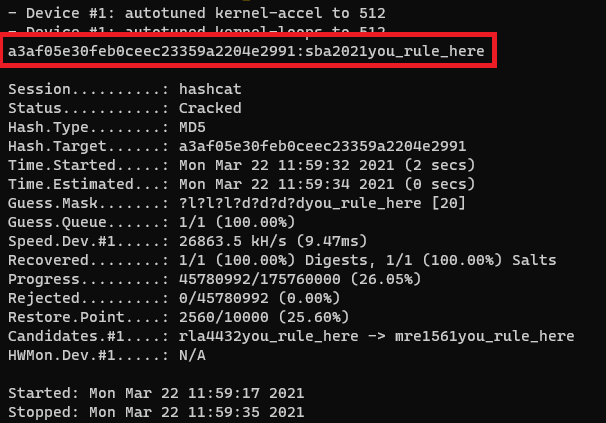 - Device #1: autotuned kernel-accel to 512
- Device #1: autotuned kernel-loops to 512
a3af05e30feb0ceec23359a2204e2991:sba2021you_rule_here
Session..........: hashcat
Status...........: Cracked
Hash.Type........: MD5
Hash.Target......: a3af05e30feb0ceec23359a2204e2991
Time.Started.....: Mon Mar 22 11:59:32 2021 (2 secs)
Time.Estimated...: Mon Mar 22 11:59:34 2021 (0 secs)
Guess.Mask.......: ?l?l?l?d?d?d?dyou_rule_here [20]
Guess.Queue......: 1/1 (100.00%)
Speed.Dev.#1.....: 26863.5 kH/s (9.47ms)
Recovered........: 1/1 (100.00%) Digests, 1/1 (100.00%) Salts
Progress.........: 45780992/175760000 (26.05%)
Rejected.........: 0/45780992 (0.00%)
Restore.Point....: 2560/10000 (25.60%)
Candidates.#1....: rla4432you_rule_here -> mre1561you_rule_here
HWMon.Dev.#1.....: N/A
Started: Mon Mar 22 11:59:17 2021
Stopped: Mon Mar 22 11:59:35 2021